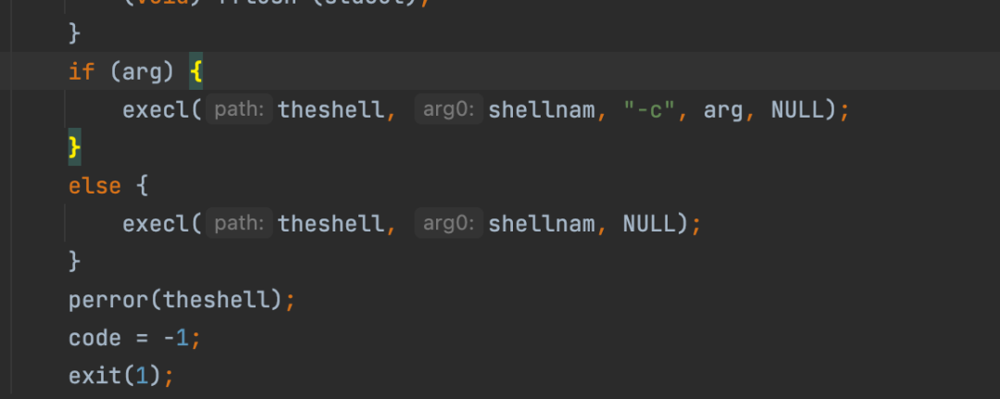 }
if (arg) {
execl( path: theshell, arg0: shellnam, "-c", arg, NULL);
}
else {
execl( path: theshell, arg0: shellnam, NULL);
}
perror(theshell);
code = -1;
exit(1);